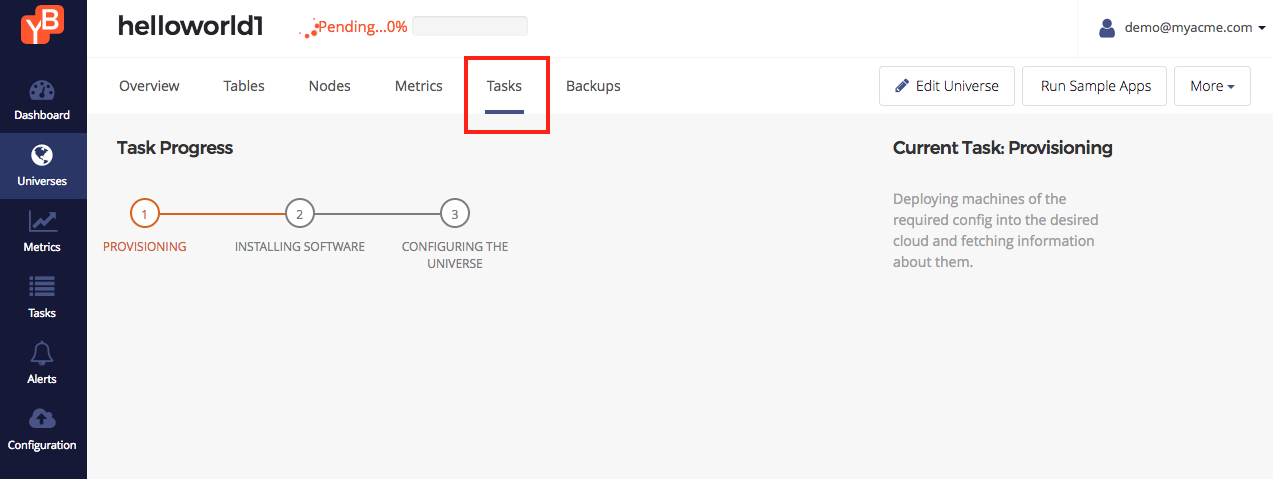 YB
helloworld1
Pending...0%
demo@myacme.com
Overview Tables Nodes Metrics Tasks Backups
Edit Universe Run Sample Apps More
Dashboard
Universes
Metrics
Tasks
Alerts
Configuration
Task Progress
1 2 3
PROVISIONING INSTALLING SOFTWARE CONFIGURING THE
UNIVERSE
Current Task: Provisioning
Deploying machines of the
required config into the desired
cloud and fetching information
about them.